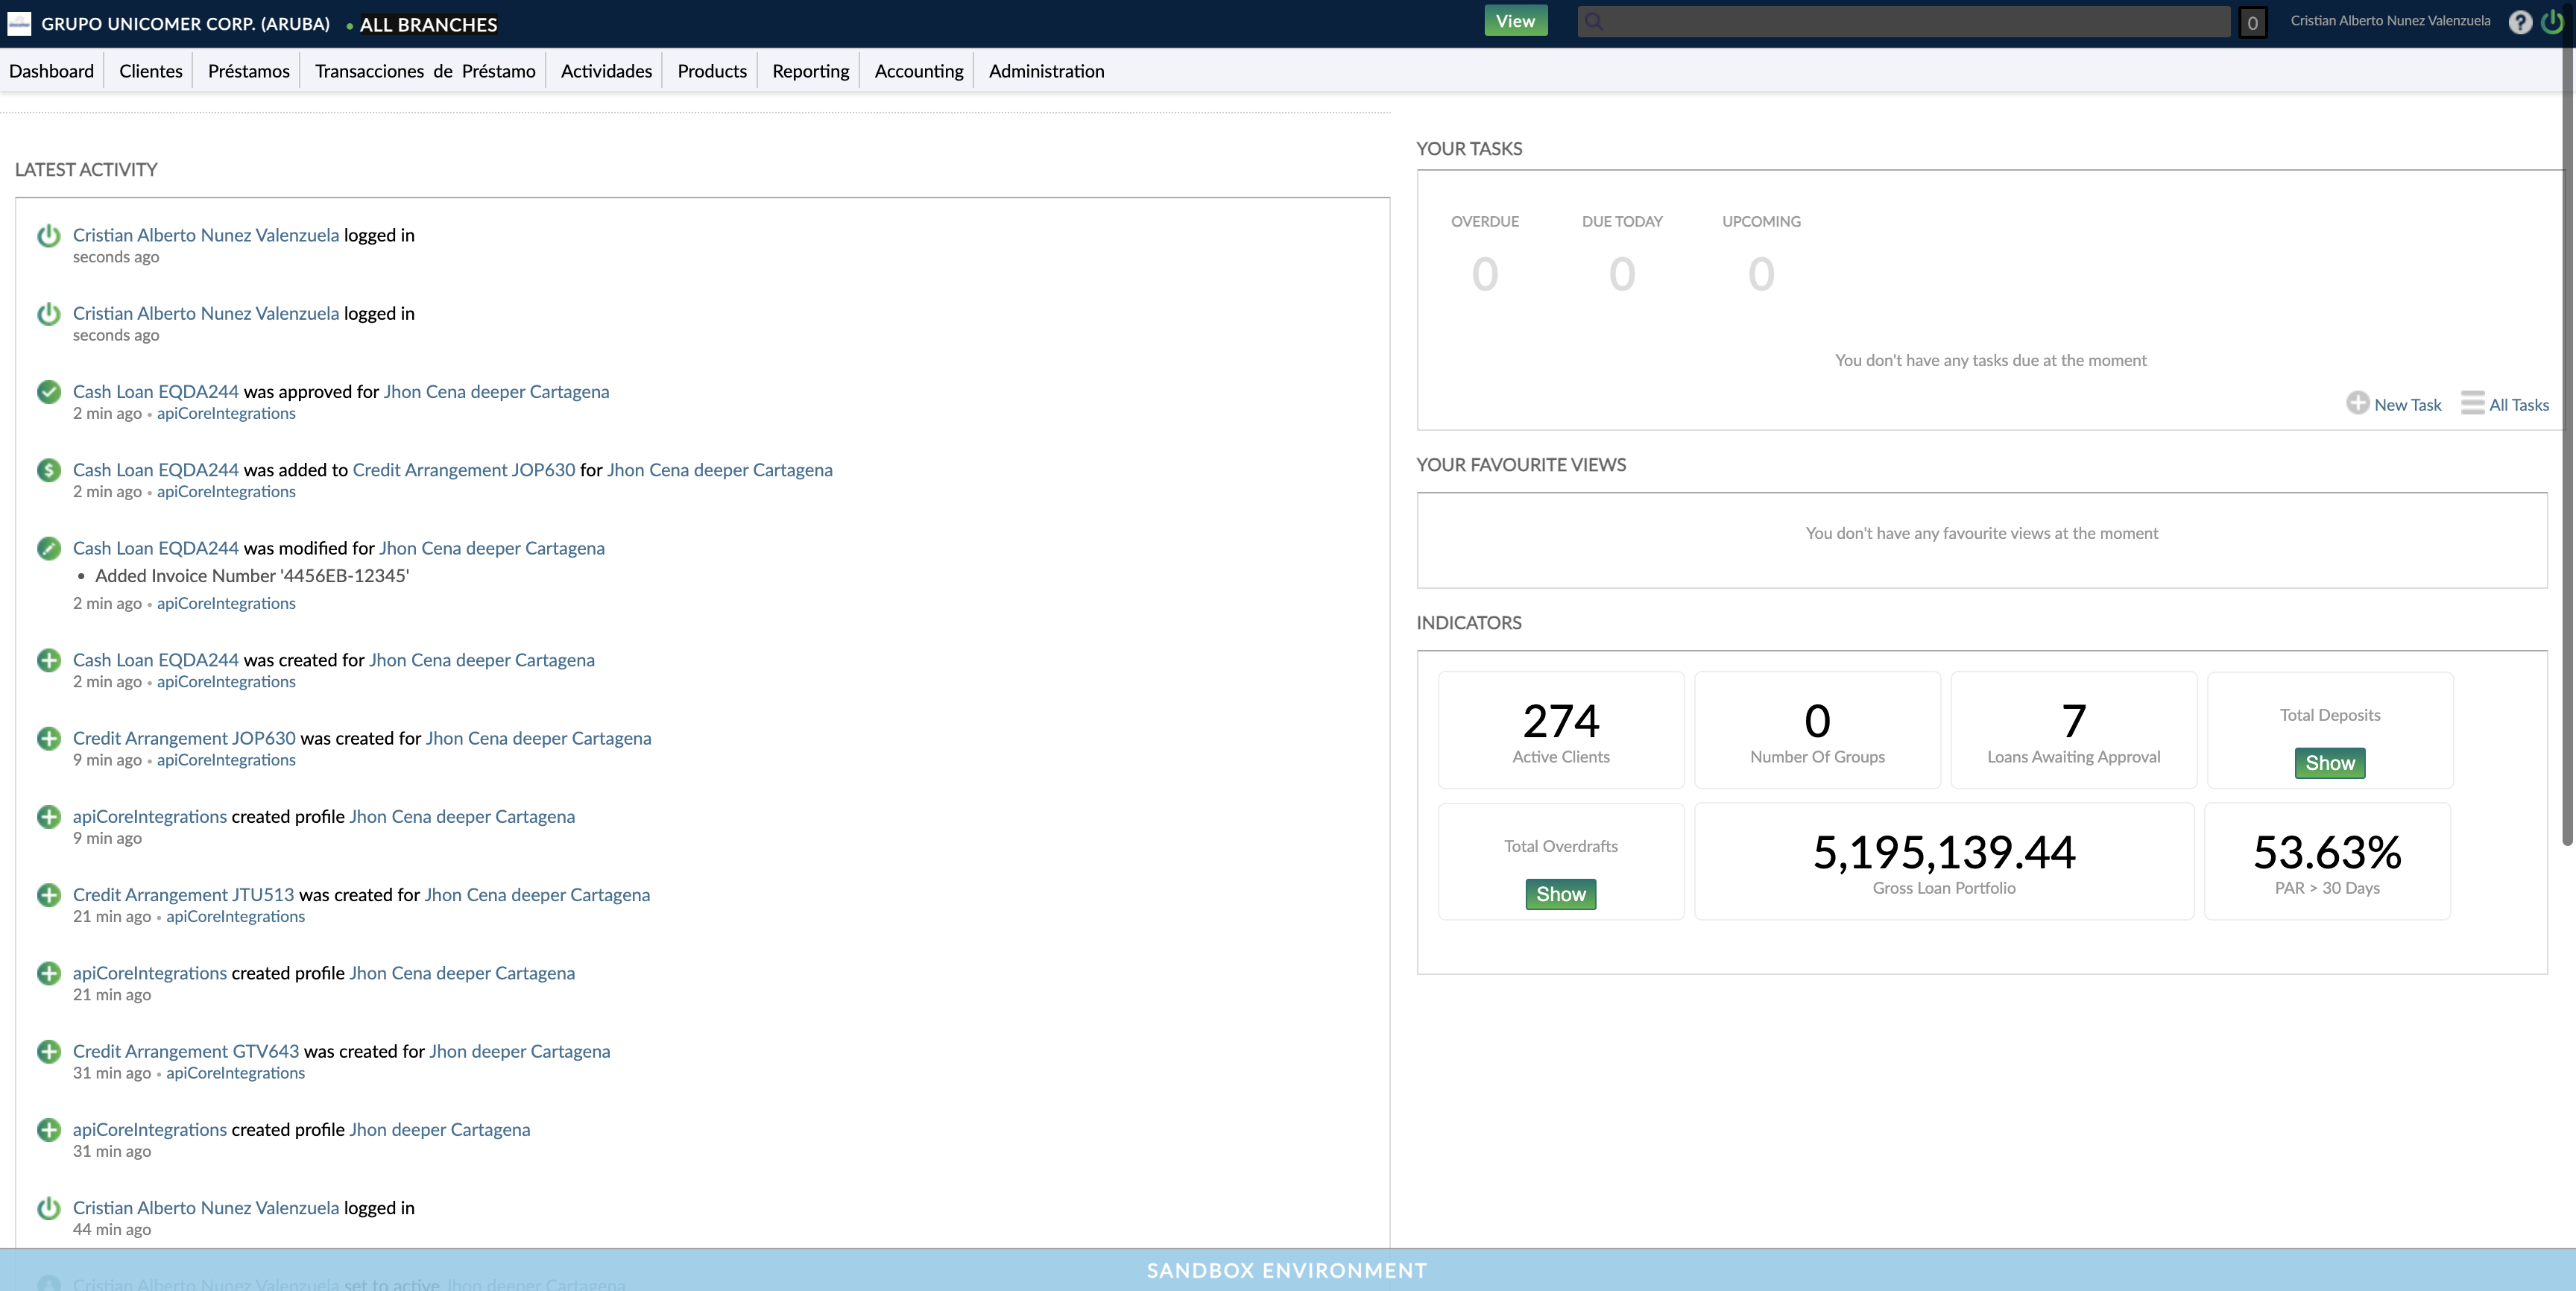 GRUPO UNICOMER CORP. (ARUBA) • ALL BRANCHES
View
0
Cristian Alberto Nunez Valenzuela
?
Dashboard
Clientes
Préstamos
Transacciones de Préstamo
Actividades
Products
Reporting
Accounting
Administration
LATEST ACTIVITY
Cristian Alberto Nunez Valenzuela logged in
seconds ago
Cristian Alberto Nunez Valenzuela logged in
seconds ago
Cash Loan EQDA244 was approved for Jhon Cena deeper Cartagena
2 min ago • apiCoreIntegrations
Cash Loan EQDA244 was added to Credit Arrangement JOP630 for Jhon Cena deeper Cartagena
2 min ago • apiCoreIntegrations
Cash Loan EQDA244 was modified for Jhon Cena deeper Cartagena
• Added Invoice Number '4456EB-12345'
2 min ago • apiCoreIntegrations
Cash Loan EQDA244 was created for Jhon Cena deeper Cartagena
2 min ago • apiCoreIntegrations
Credit Arrangement JOP630 was created for Jhon Cena deeper Cartagena
9 min ago • apiCoreIntegrations
apiCoreIntegrations created profile Jhon Cena deeper Cartagena
9 min ago
Credit Arrangement JTU513 was created for Jhon Cena deeper Cartagena
21 min ago • apiCoreIntegrations
apiCoreIntegrations created profile Jhon Cena deeper Cartagena
21 min ago
Credit Arrangement GTV643 was created for Jhon deeper Cartagena
31 min ago • apiCoreIntegrations
apiCoreIntegrations created profile Jhon deeper Cartagena
31 min ago
Cristian Alberto Nunez Valenzuela logged in
44 min ago
Cristian Alberto Nunez Valenzuela set to active Jhon deeper Cartagena
YOUR TASKS
OVERDUE
DUE TODAY
UPCOMING
0
0
0
You don't have any tasks due at the moment
New Task
All Tasks
YOUR FAVOURITE VIEWS
You don't have any favourite views at the moment
INDICATORS
274
Active Clients
0
Number Of Groups
7
Loans Awaiting Approval
Total Deposits
Show
Total Overdrafts
Show
5,195,139.44
Gross Loan Portfolio
53.63%
PAR > 30 Days
SANDBOX ENVIRONMENT